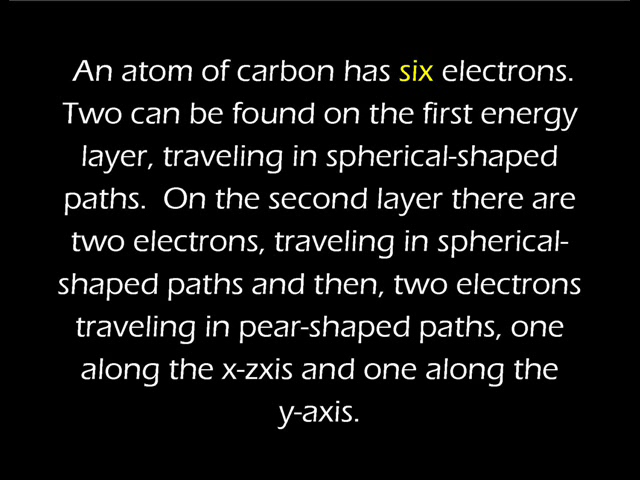 An atom of carbon has six electrons.
Two can be found on the first energy
layer, traveling in spherical-shaped
paths.  On the second layer there are
two electrons, traveling in spherical-
shaped paths and then, two electrons
traveling in pear-shaped paths, one
along the x-zxis and one along the
y-axis.